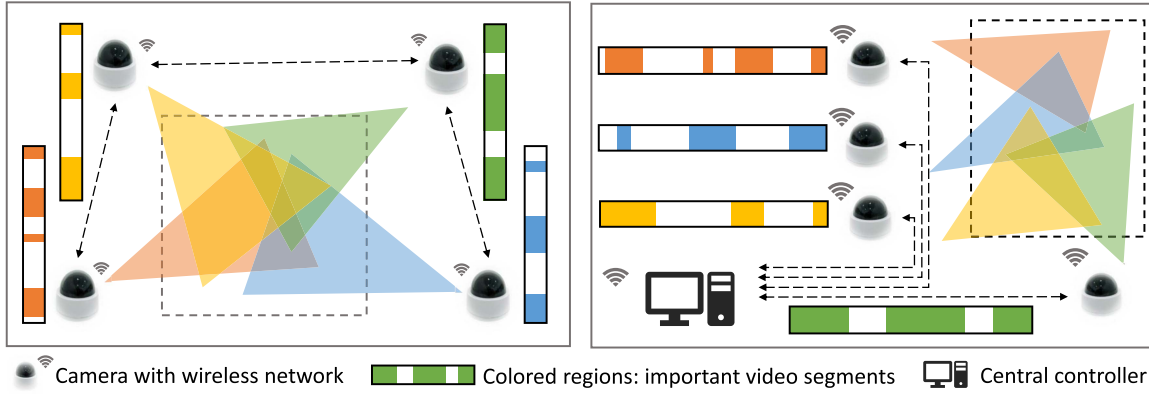 Camera with wireless network
Colored regions: important video segments
Central controller